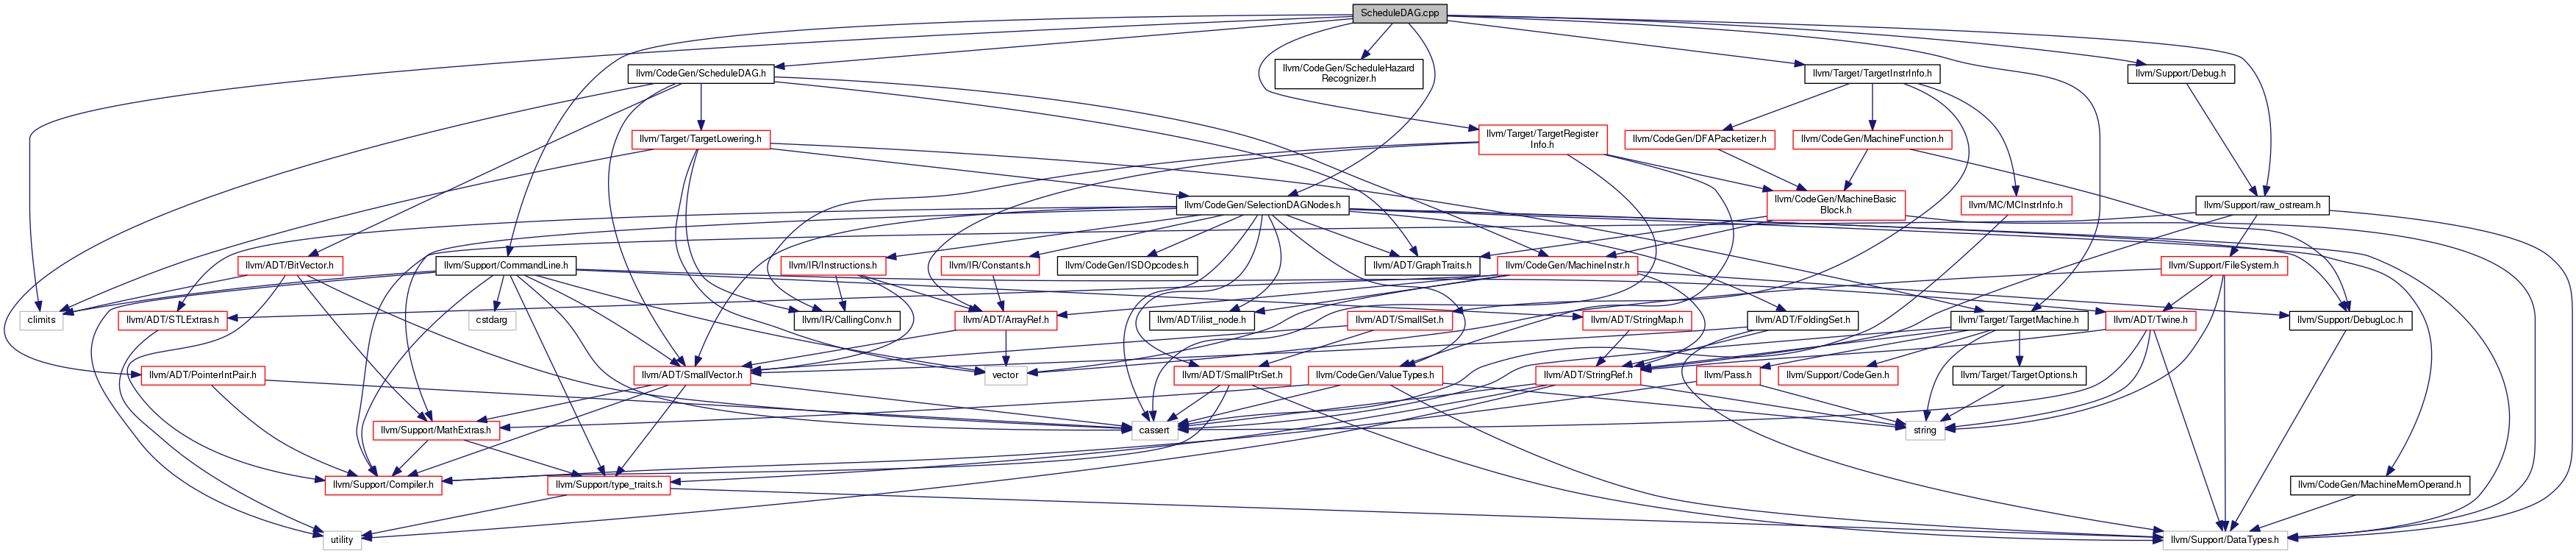 ScheduleDAG.cpp
llvm/CodeGen/ScheduleDAG.h
llvm/CodeGen/ScheduleHazard
Recognizer.h
llvm/Target/TargetInstrInfo.h
llvm/Support/Debug.h
llvm/Target/TargetLowering.h
llvm/Target/TargetRegister
Info.h
llvm/CodeGen/DFAPacketizer.h
llvm/CodeGen/MachineFunction.h
llvm/CodeGen/SelectionDAGNodes.h
llvm/CodeGen/MachineBasic
Block.h
llvm/MC/MCInstrInfo.h
llvm/Support/raw_ostream.h
llvm/ADT/BitVector.h
llvm/Support/CommandLine.h
llvm/IR/Instructions.h
llvm/IR/Constants.h
llvm/CodeGen/ISDOpcodes.h
llvm/ADT/GraphTraits.h
llvm/CodeGen/MachineInstr.h
llvm/Support/FileSystem.h
climits
llvm/ADT/STLExtras.h
cstdarg
llvm/IR/CallingConv.h
llvm/ADT/ArrayRef.h
llvm/ADT/ilist_node.h
llvm/ADT/SmallSet.h
llvm/ADT/StringMap.h
llvm/ADT/FoldingSet.h
llvm/Target/TargetMachine.h
llvm/ADT/Twine.h
llvm/Support/DebugLoc.h
llvm/ADT/PointerIntPair.h
llvm/ADT/SmallVector.h
vector
llvm/ADT/SmallPtrSet.h
llvm/CodeGen/ValueTypes.h
llvm/ADT/StringRef.h
llvm/Pass.h
llvm/Support/CodeGen.h
llvm/Target/TargetOptions.h
llvm/Support/MathExtras.h
cassert
string
llvm/Support/Compiler.h
llvm/Support/type_traits.h
llvm/CodeGen/MachineMemOperand.h
utility
llvm/Support/DataTypes.h